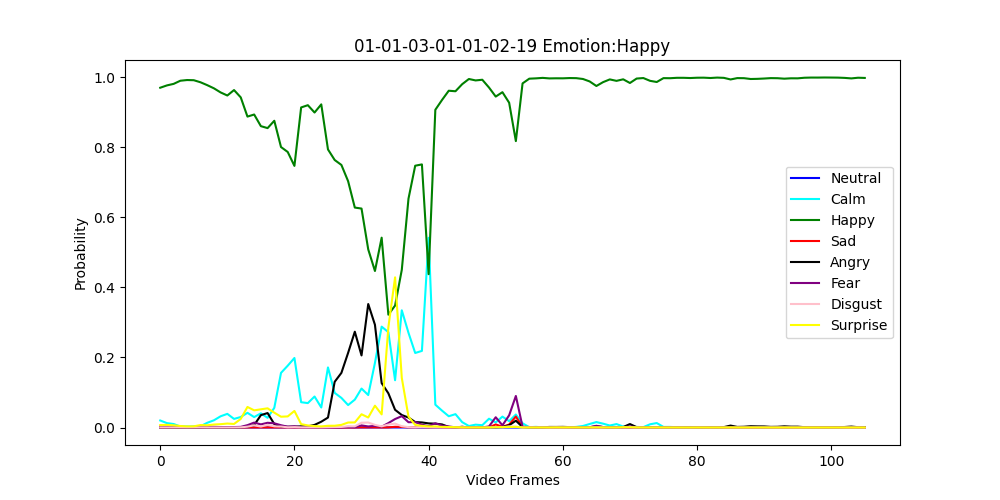 01-01-03-01-01-02-19 Emotion:Happy
1.0
0.8
0.6
0.4
0.2
0.0
Probability
Neutral
Calm
Happy
Sad
Angry
Fear
Disgust
Surprise
0 20 40 60 80 100
Video Frames